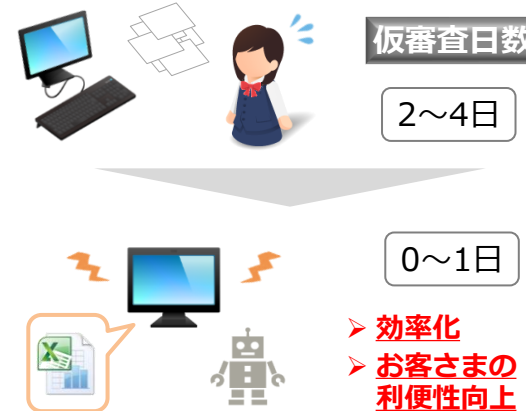 仮審査日数
2～4日
0～1日
➢ 効率化
➢ お客さまの
利便性向上